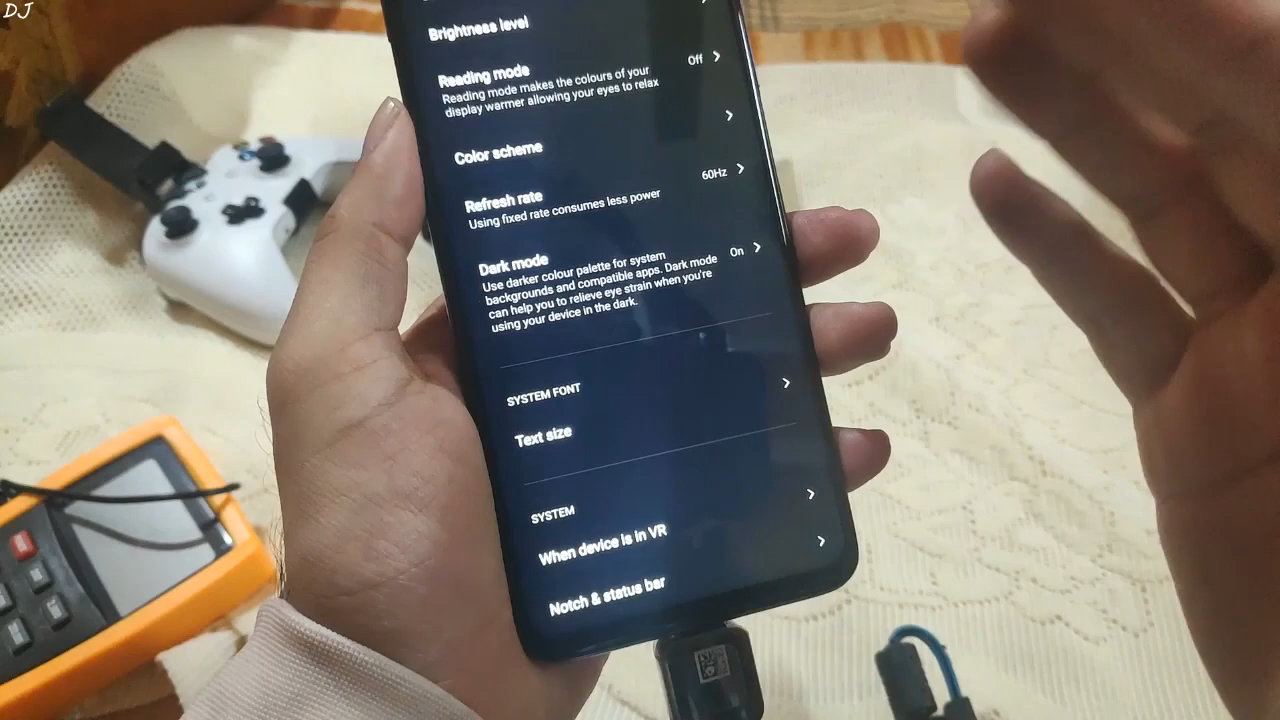 DJ
Brightness level
Reading mode
Off
Reading mode makes the colours of your
display warmer allowing your eyes to relax
Color scheme
Refresh rate
60Hz
Using fixed rate consumes less power
Dark mode
On
Use darker colour palette for system
backgrounds and compatible apps. Dark mode
can help you to relieve eye strain when you're
using your device in the dark.
SYSTEM FONT
Text size
SYSTEM
When device is in VR
Notch & status bar